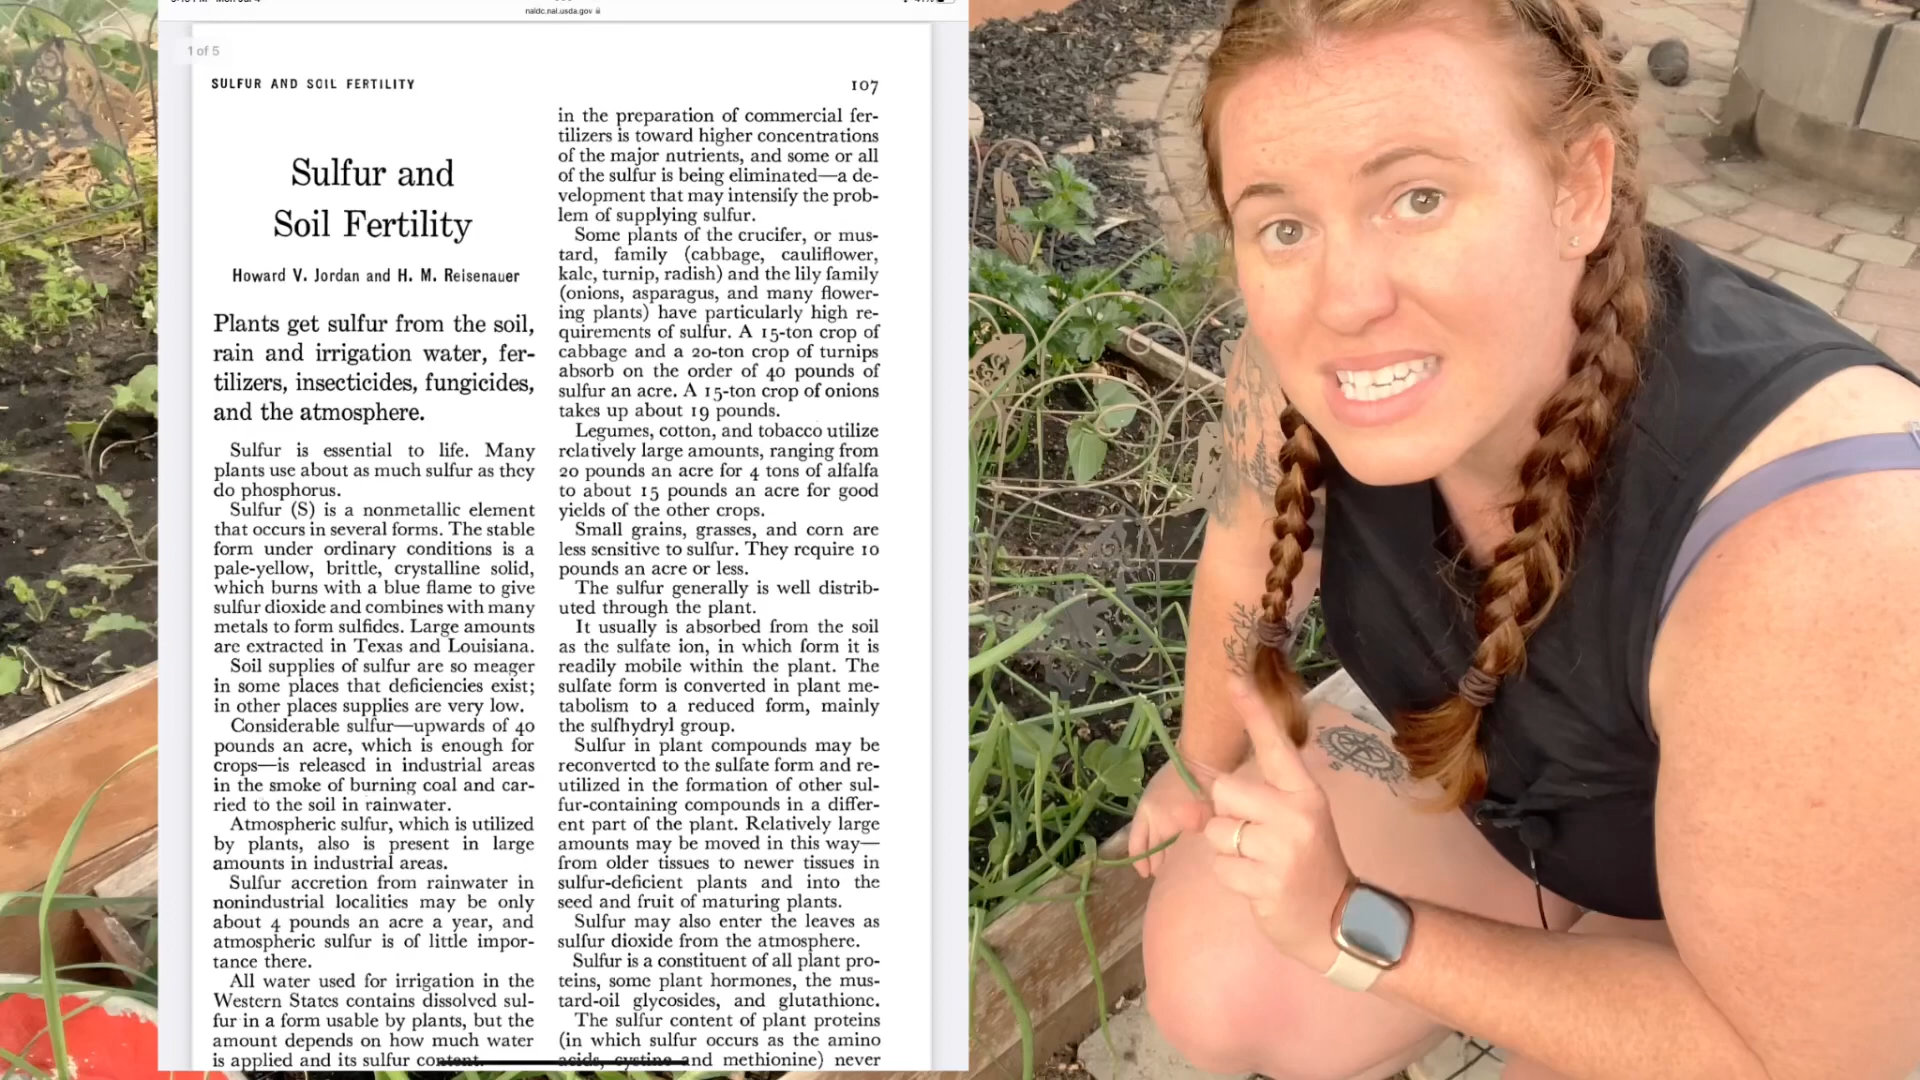 naldc.nal.usda.gov
1 of 5
SULFUR AND SOIL FERTILITY
107
Sulfur and
Soil Fertility
Howard V. Jordan and H. M. Reisenauer
Plants get sulfur from the soil,
rain and irrigation water, fer-
tilizers, insecticides, fungicides,
and the atmosphere.
Sulfur is essential to life. Many
plants use about as much sulfur as they
do phosphorus.
Sulfur (S) is a nonmetallic element
that occurs in several forms. The stable
form under ordinary conditions is a
pale-yellow, brittle, crystalline solid,
which burns with a blue flame to give
sulfur dioxide and combines with many
metals to form sulfides. Large amounts
are extracted in Texas and Louisiana.
Soil supplies of sulfur are so meager
in some places that deficiencies exist;
in other places supplies are very low.
Considerable sulfur—upwards of 40
pounds an acre, which is enough for
crops—is released in industrial areas
in the smoke of burning coal and car-
ried to the soil in rainwater.
Atmospheric sulfur, which is utilized
by plants, also is present in large
amounts in industrial areas.
Sulfur accretion from rainwater in
nonindustrial localities may be only
about 4 pounds an acre a year, and
atmospheric sulfur is of little impor-
tance there.
All water used for irrigation in the
Western States contains dissolved sul-
fur in a form usable by plants, but the
amount depends on how much water
is applied and its sulfur content.
in the preparation of commercial fer-
tilizers is toward higher concentrations
of the major nutrients, and some or all
of the sulfur is being eliminated—a de-
velopment that may intensify the prob-
lem of supplying sulfur.
Some plants of the crucifer, or mus-
tard, family (cabbage, cauliflower,
kale, turnip, radish) and the lily family
(onions, asparagus, and many flower-
ing plants) have particularly high re-
quirements of sulfur. A 15-ton crop of
cabbage and a 20-ton crop of turnips
absorb on the order of 40 pounds of
sulfur an acre. A 15-ton crop of onions
takes up about 19 pounds.
Legumes, cotton, and tobacco utilize
relatively large amounts, ranging from
20 pounds an acre for 4 tons of alfalfa
to about 15 pounds an acre for good
yields of the other crops.
Small grains, grasses, and corn are
less sensitive to sulfur. They require 10
pounds an acre or less.
The sulfur generally is well distrib-
uted through the plant.
It usually is absorbed from the soil
as the sulfate ion, in which form it is
readily mobile within the plant. The
sulfate form is converted in plant me-
tabolism to a reduced form, mainly
the sulfhydryl group.
Sulfur in plant compounds may be
reconverted to the sulfate form and re-
utilized in the formation of other sul-
fur-containing compounds in a differ-
ent part of the plant. Relatively large
amounts may be moved in this way—
from older tissues to newer tissues in
sulfur-deficient plants and into the
seed and fruit of maturing plants.
Sulfur may also enter the leaves as
sulfur dioxide from the atmosphere.
Sulfur is a constituent of all plant pro-
teins, some plant hormones, the mus-
tard-oil glycosides, and glutathione.
The sulfur content of plant proteins
(in which sulfur occurs as the amino
acids, cystine and methionine) never